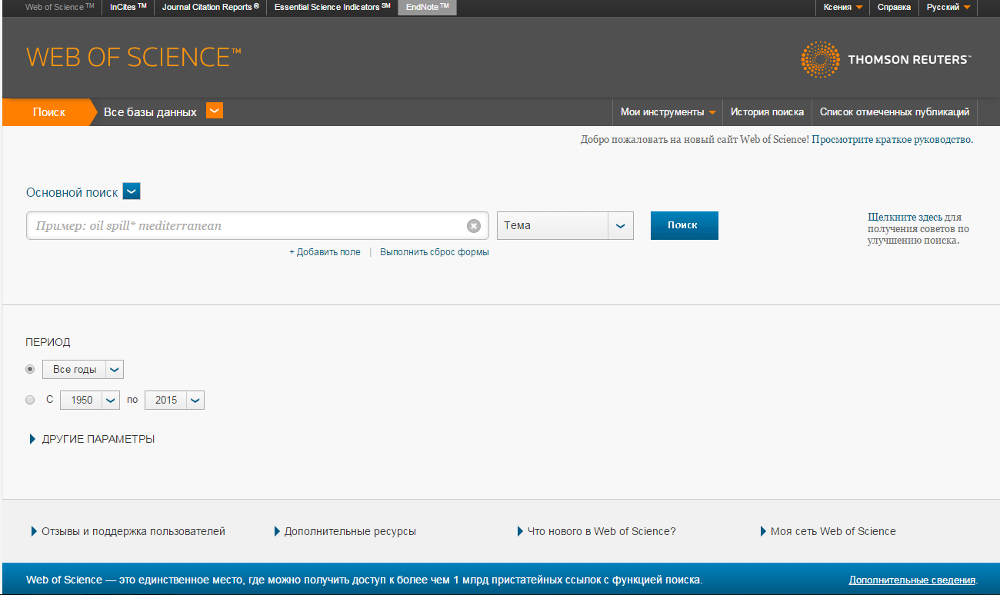 Web of Science™ InCites™ Journal Citation Reports® Essential Science Indicators℠ EndNote™ Ксения Справка Русский
WEB OF SCIENCE™
THOMSON REUTERS™
Поиск Все базы данных Мои инструменты История поиска Список отмеченных публикаций
Добро пожаловать на новый сайт Web of Science! Просмотрите краткое руководство.
Основной поиск
Пример: oil spill* mediterranean Тема Поиск
Щелкните здесь для
получения советов по
улучшению поиска.
+ Добавить поле | Выполнить сброс формы
ПЕРИОД
Все годы
С 1950 по 2015
ДРУГИЕ ПАРАМЕТРЫ
Отзывы и поддержка пользователей Дополнительные ресурсы Что нового в Web of Science? Моя сеть Web of Science
Web of Science — это единственное место, где можно получить доступ к более чем 1 млрд пристатейных ссылок с функцией поиска. Дополнительные сведения.